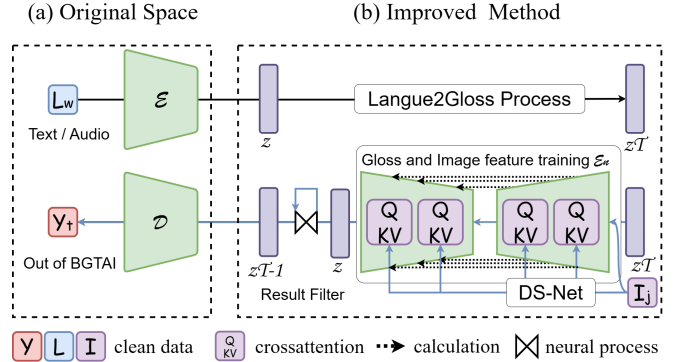 (a) Original Space
(b) Improved Method
Lw
ℰ
z
Langue2Gloss Process
zT
Text / Audio
Gloss and Image feature training ℰn
Yt
𝒟
Q
KV
Q
KV
Q
KV
Q
KV
zT-1
z
zT
Out of BGTAI
Result Filter
DS-Net
Ij
Y L I clean data
Q
KV
crossattention
calculation
neural process